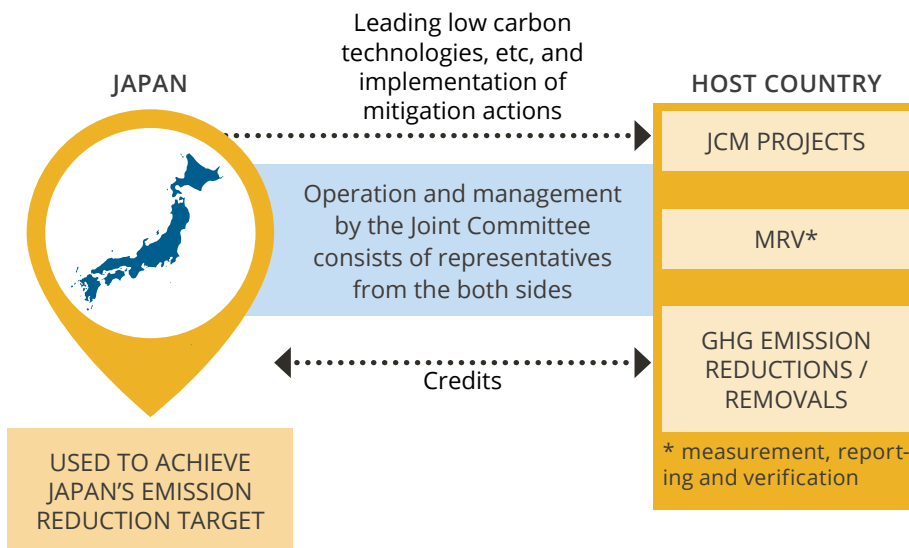 Leading low carbon
technologies, etc, and
implementation of
mitigation actions
JAPAN
HOST COUNTRY
JCM PROJECTS
Operation and management
by the Joint Committee
consists of representatives
from the both sides
MRV*
GHG EMISSION
REDUCTIONS /
REMOVALS
Credits
* measurement, report-
ing and verification
USED TO ACHIEVE
JAPAN’S EMISSION
REDUCTION TARGET